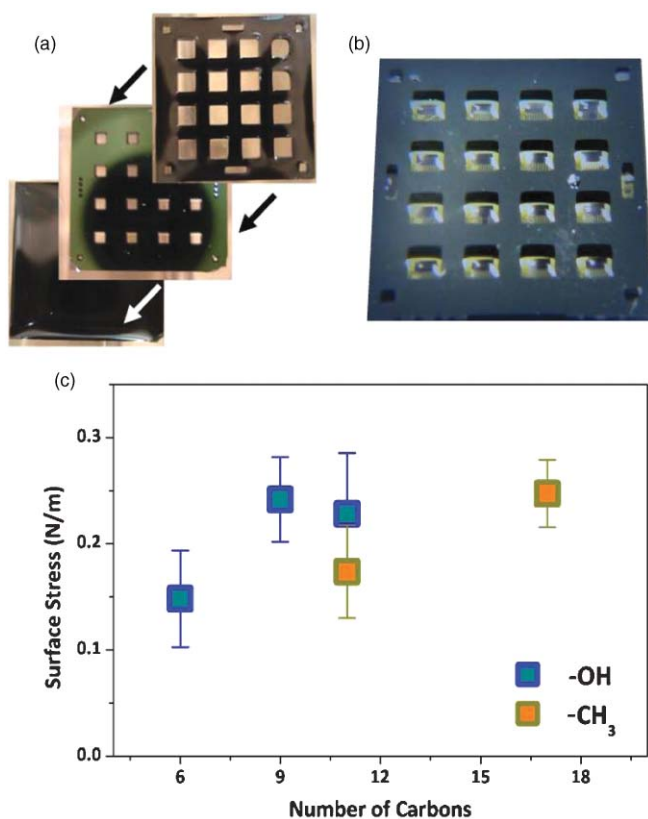 (a)
(b)
(c)
0.3
0.2
0.1
0.0
Surface Stress (N/m)
6
9
12
15
18
Number of Carbons
-OH
-CH₃